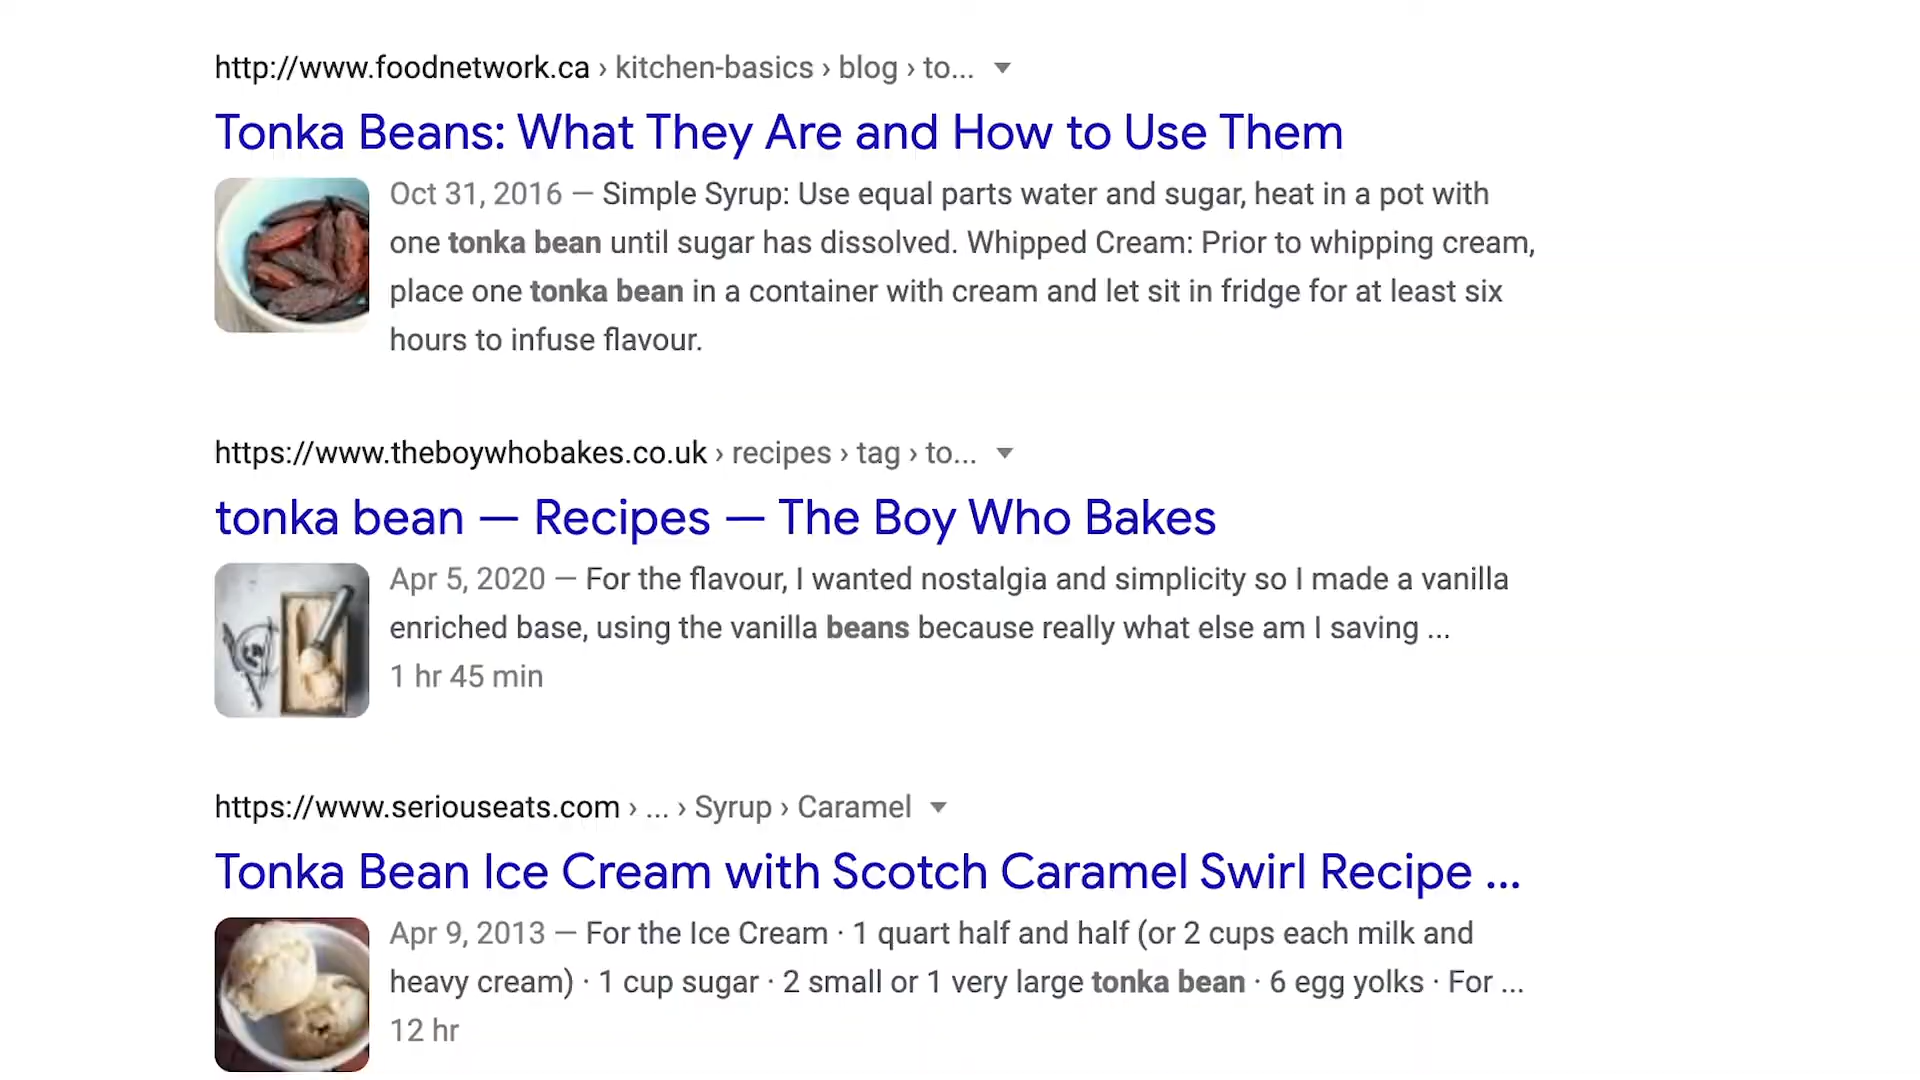 http://www.foodnetwork.ca › kitchen-basics › blog › to...
Tonka Beans: What They Are and How to Use Them
Oct 31, 2016 — Simple Syrup: Use equal parts water and sugar, heat in a pot with
one tonka bean until sugar has dissolved. Whipped Cream: Prior to whipping cream,
place one tonka bean in a container with cream and let sit in fridge for at least six
hours to infuse flavour.
https://www.theboywhobakes.co.uk › recipes › tag › to...
tonka bean — Recipes — The Boy Who Bakes
Apr 5, 2020 — For the flavour, I wanted nostalgia and simplicity so I made a vanilla
enriched base, using the vanilla beans because really what else am I saving ...
1 hr 45 min
https://www.seriouseats.com › ... › Syrup › Caramel
Tonka Bean Ice Cream with Scotch Caramel Swirl Recipe ...
Apr 9, 2013 — For the Ice Cream · 1 quart half and half (or 2 cups each milk and
heavy cream) · 1 cup sugar · 2 small or 1 very large tonka bean · 6 egg yolks · For ...
12 hr